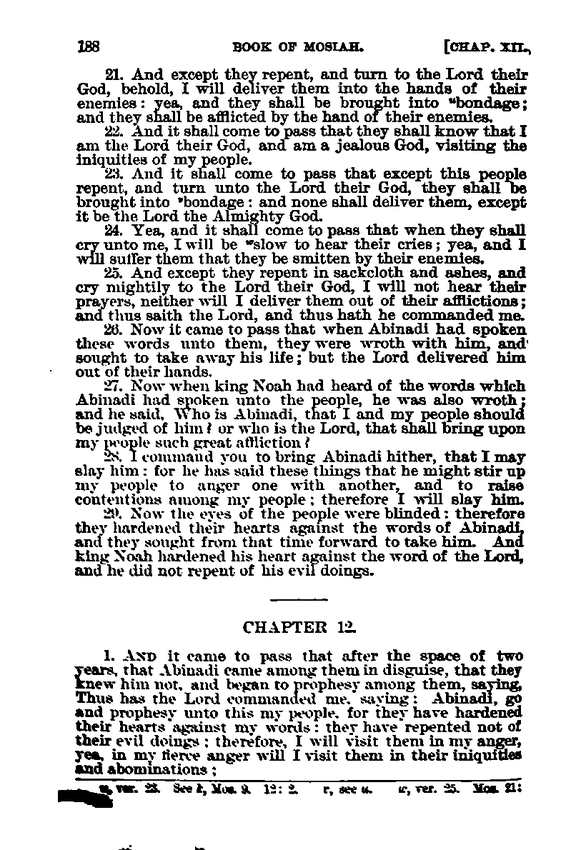 188 BOOK OF MOSIAH. [CHAP. XII.,
21. And except they repent, and turn to the Lord their
God, behold, I will deliver them into the hands of their
enemies: yea, and they shall be brought into "bondage;
and they shall be afflicted by the hand of their enemies.
22. And it shall come to pass that they shall know that I
am the Lord their God, and am a jealous God, visiting the
iniquities of my people.
23. And it shall come to pass that except this people
repent, and turn unto the Lord their God, they shall be
brought into "bondage: and none shall deliver them, except
it be the Lord the Almighty God.
24. Yea, and it shall come to pass that when they shall
cry unto me, I will be "slow to hear their cries; yea, and I
will suffer them that they be smitten by their enemies.
25. And except they repent in sackcloth and ashes, and
cry mightily to the Lord their God, I will not hear their
prayers, neither will I deliver them out of their afflictions;
and thus saith the Lord, and thus hath he commanded me.
26. Now it came to pass that when Abinadi had spoken
these words unto them, they were wroth with him, and
sought to take away his life; but the Lord delivered him
out of their hands.
27. Now when king Noah had heard of the words which
Abinadi had spoken unto the people, he was also wroth;
and he said, Who is Abinadi, that I and my people should
be judged of him? or who is the Lord, that shall bring upon
my people such great affliction?
28. I command you to bring Abinadi hither, that I may
slay him: for he has said these things that he might stir up
my people to anger one with another, and to raise
contentions among my people; therefore I will slay him.
29. Now the eyes of the people were blinded: therefore
they hardened their hearts against the words of Abinadi,
and they sought from that time forward to take him. And
king Noah hardened his heart against the word of the Lord,
and he did not repent of his evil doings.
CHAPTER 12.
1. AND it came to pass that after the space of two
years, that Abinadi came among them in disguise, that they
knew him not, and began to prophesy among them, saying,
Thus has the Lord commanded me, saying: Abinadi, go
and prophesy unto this my people, for they have hardened
their hearts against my words: they have repented not of
their evil doings; therefore, I will visit them in my anger,
yea, in my fierce anger will I visit them in their iniquities
and abominations;
ver. 23. See k, Mos. 9. 12: 2. r, see u. w, ver. 25. Mos. 21: